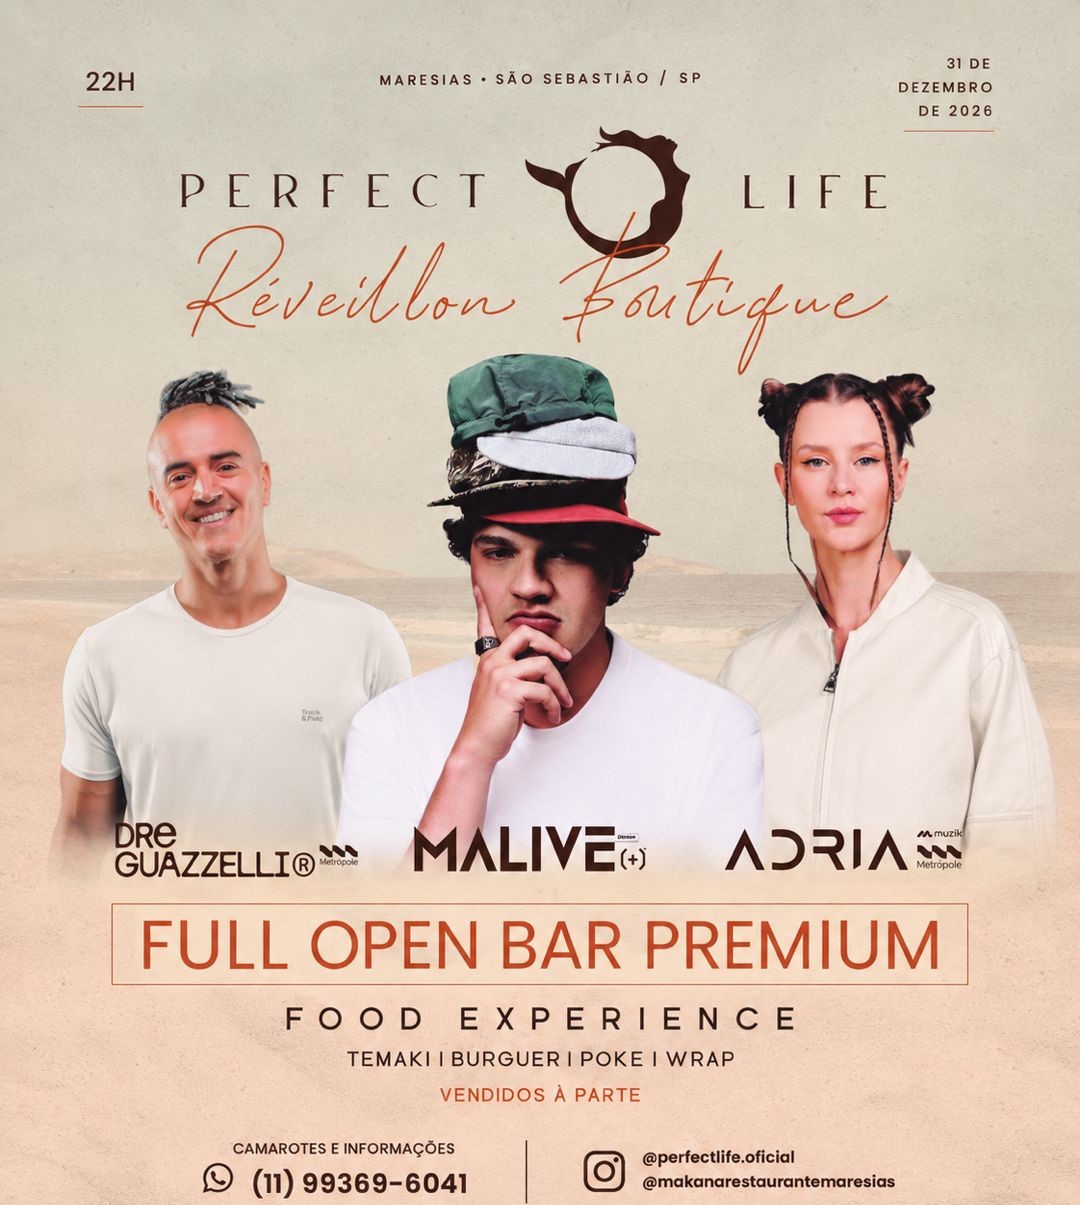 22H
MARESIAS • SÃO SEBASTIÃO / SP
31 DE
DEZEMBRO
DE 2026
PERFECT LIFE
Réveillon Boutique
Track
& Field
DRE
GUAZZELLI®
Metrópole
MALIVE
(+)
ADRIA
muzik
Metrópole
FULL OPEN BAR PREMIUM
FOOD EXPERIENCE
TEMAKI | BURGUER | POKE | WRAP
VENDIDOS À PARTE
CAMAROTES E INFORMAÇÕES
(11) 99369-6041
@perfectlife.oficial
@makanarestaurantemaresias